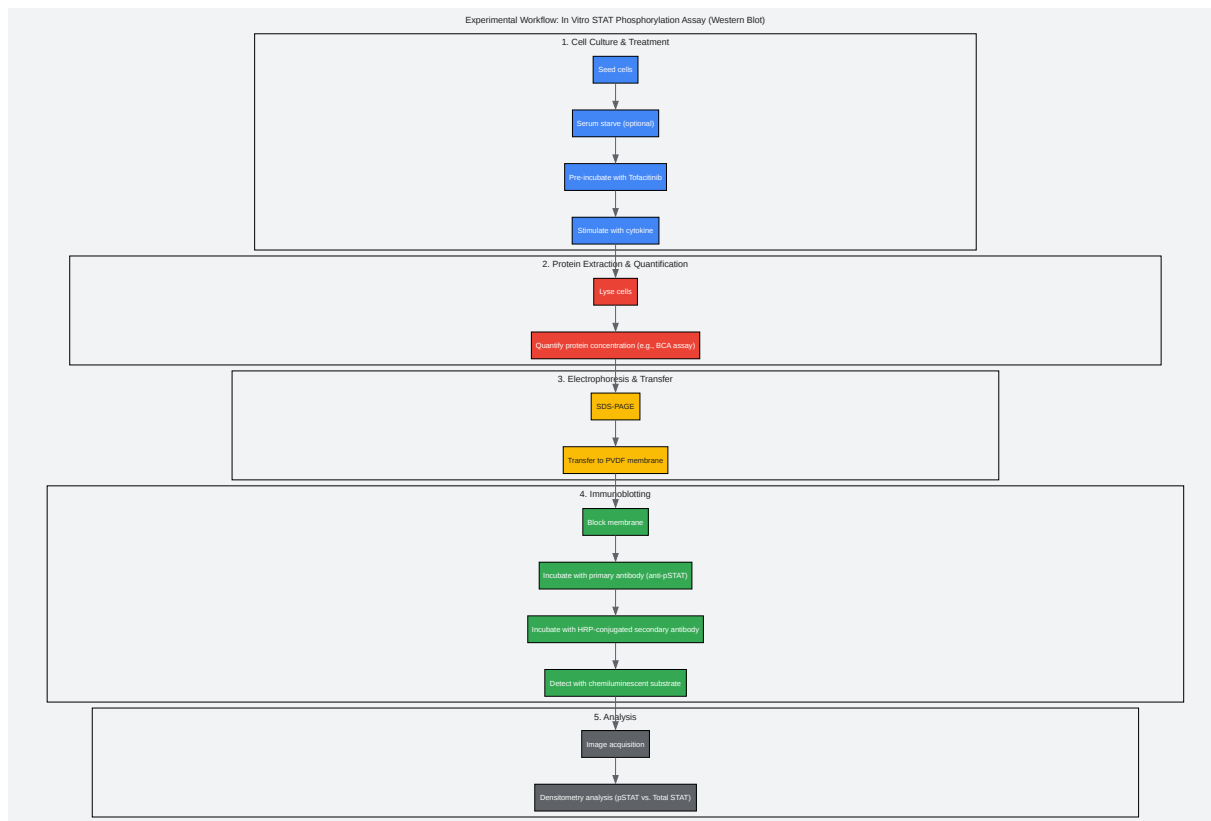 Experimental Workflow: In Vitro STAT Phosphorylation Assay (Western Blot)
1. Cell Culture & Treatment
Seed cells
Serum starve (optional)
Pre-incubate with Tofacitinib
Stimulate with cytokine
2. Protein Extraction & Quantification
Lyse cells
Quantify protein concentration (e.g., BCA assay)
3. Electrophoresis & Transfer
SDS-PAGE
Transfer to PVDF membrane
4. Immunoblotting
Block membrane
Incubate with primary antibody (anti-pSTAT)
Incubate with HRP-conjugated secondary antibody
Detect with chemiluminescent substrate
5. Analysis
Image acquisition
Densitometry analysis (pSTAT vs. Total STAT)